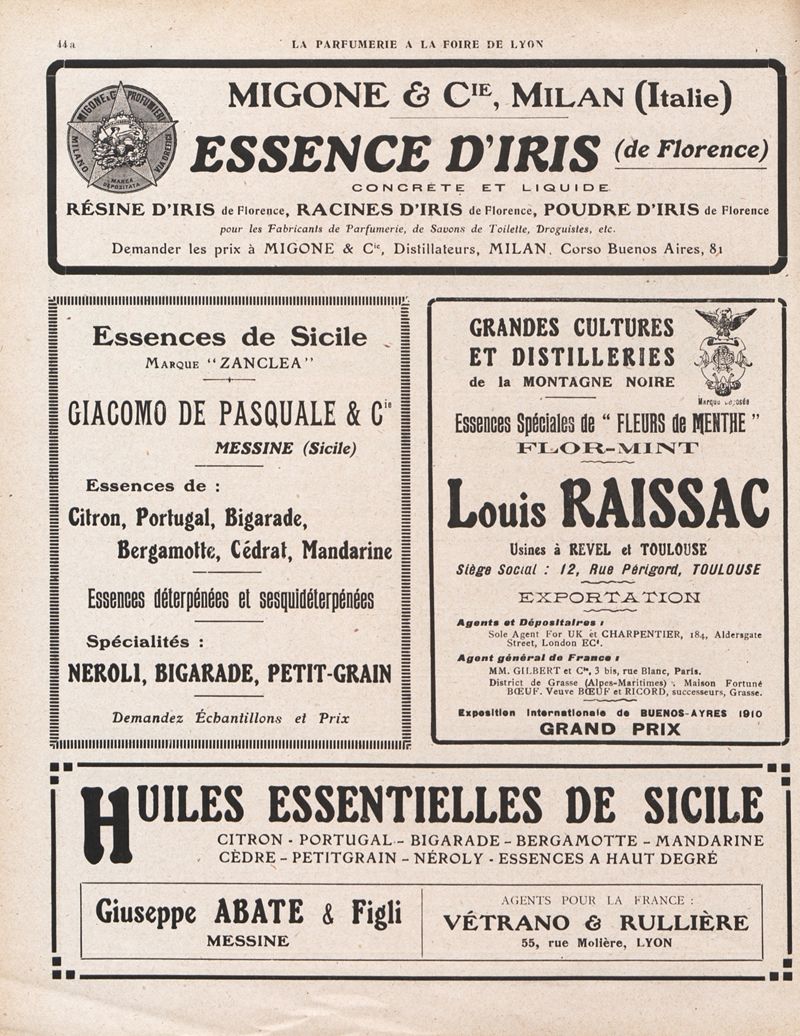 44a
LA PARFUMERIE A LA FOIRE DE LYON
MIGONE & C PROFUMIERI
MILANO
VIA OREFICI
MARCA
DEPOSITATA
MIGONE & CIE, MILAN (Italie)
ESSENCE D'IRIS (de Florence)
CONCRÈTE ET LIQUIDE
RÉSINE D'IRIS de Florence, RACINES D'IRIS de Florence, POUDRE D'IRIS de Florence
pour les Fabricants de Parfumerie, de Savons de Toilette, Droguistes, etc.
Demander les prix à MIGONE & Cie, Distillateurs, MILAN, Corso Buenos Aires, 81
Essences de Sicile
MARQUE "ZANCLEA"
GIACOMO DE PASQUALE & Cie
MESSINE (Sicile)
Essences de :
Citron, Portugal, Bigarade,
Bergamotte, Cédrat, Mandarine
Essences déterpénées et sesquidéterpénées
Spécialités :
NEROLI, BIGARADE, PETIT-GRAIN
Demandez Échantillons et Prix
GRANDES CULTURES
ET DISTILLERIES
de la MONTAGNE NOIRE
Marque
Essences Spéciales de "FLEURS de MENTHE"
FLOR-MINT
Louis RAISSAC
Usines à REVEL et TOULOUSE
Siège Social : 12, Rue Périgord, TOULOUSE
EXPORTATION
Agents et Dépositaires :
Sole Agent For UK et CHARPENTIER, 184, Aldersgate
Street, London EC4.
Agent général de France :
MM. GILBERT et Cie, 3 bis, rue Blanc, Paris.
District de Grasse (Alpes-Maritimes) : Maison Fortuné
BŒUF. Veuve BŒUF et RICORD, successeurs, Grasse.
Exposition Internationale de BUENOS-AYRES 1910
GRAND PRIX
HUILES ESSENTIELLES DE SICILE
CITRON - PORTUGAL - BIGARADE - BERGAMOTTE - MANDARINE
CÈDRE - PETITGRAIN - NÉROLY - ESSENCES A HAUT DEGRÉ
Giuseppe ABATE & Figli
MESSINE
AGENTS POUR LA FRANCE :
VÉTRANO & RULLIÈRE
55, rue Molière, LYON